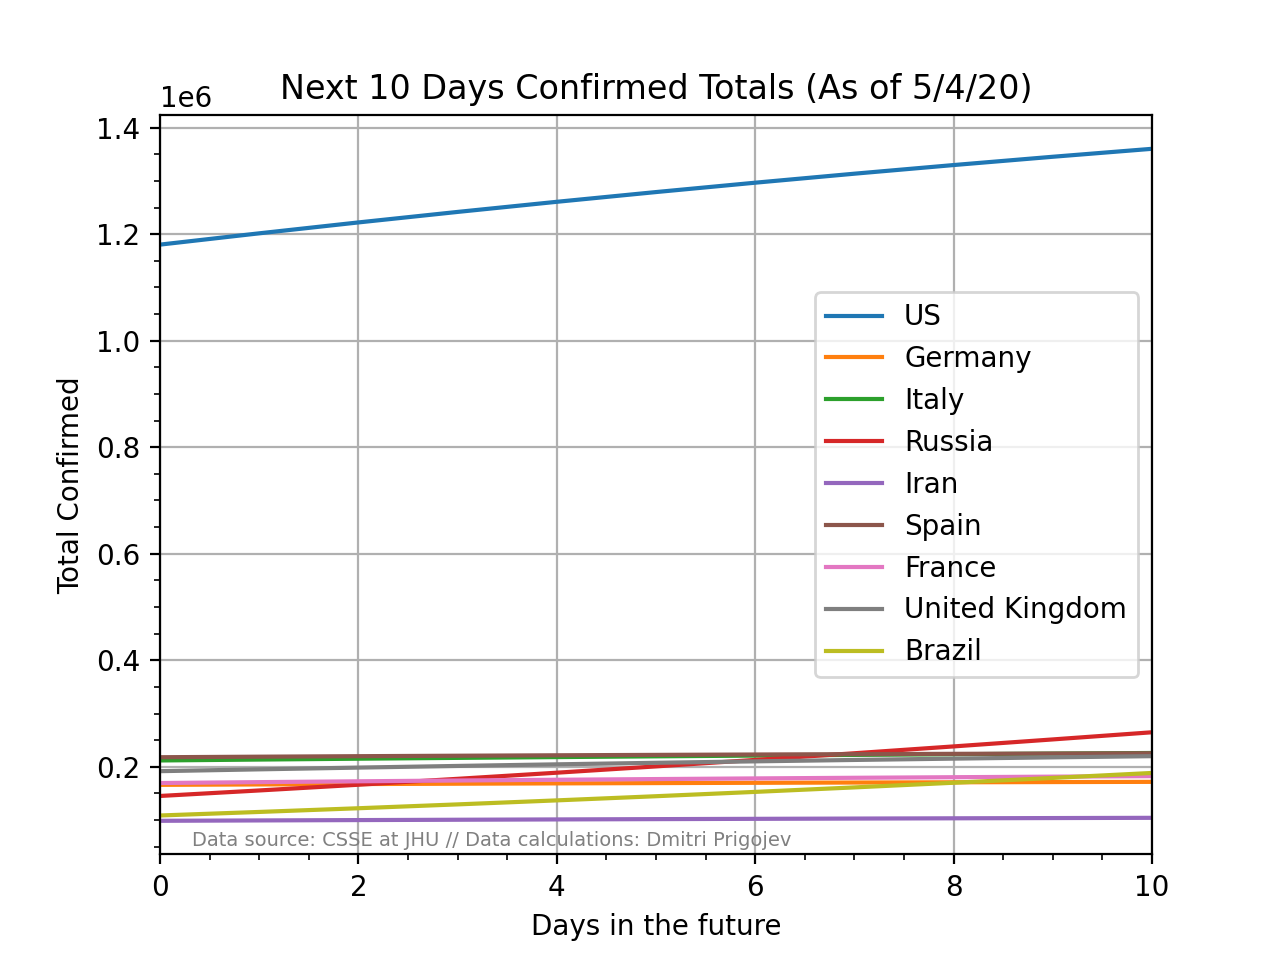 Next 10 Days Confirmed Totals (As of 5/4/20)
1e6
1.4
1.2
1.0
0.8
0.6
0.4
0.2
Total Confirmed
US
Germany
Italy
Russia
Iran
Spain
France
United Kingdom
Brazil
Data source: CSSE at JHU // Data calculations: Dmitri Prigojev
0 2 4 6 8 10
Days in the future